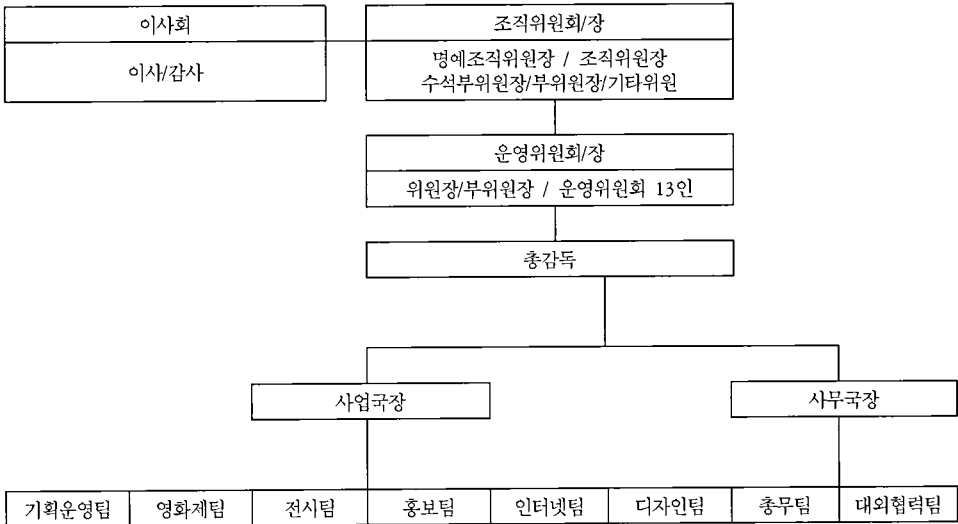 이사회
이사/감사
조직위원회/장
명예조직위원장 / 조직위원장
수석부위원장/부위원장/기타위원
운영위원회/장
위원장/부위원장 / 운영위원회 13인
총감독
사업국장
사무국장
기획운영팀 영화제팀 전시팀 홍보팀 인터넷팀 디자인팀 총무팀 대외협력팀